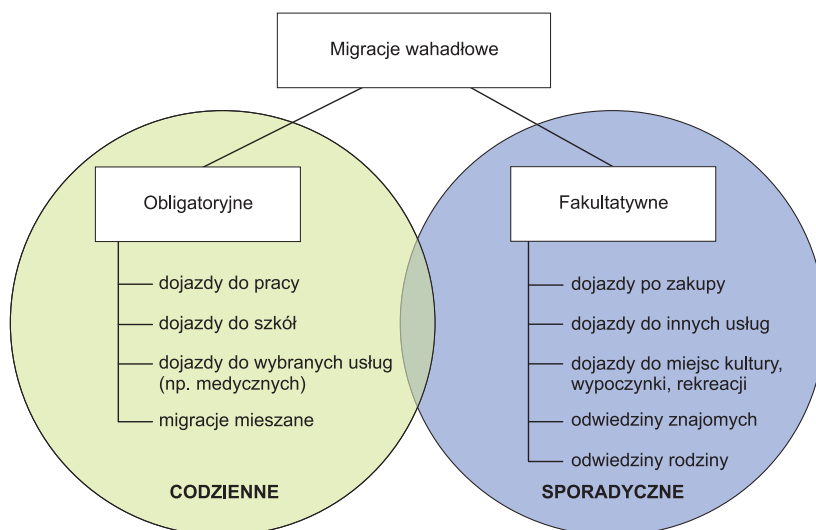 Migracje wahadłowe
Obligatoryjne
dojazdy do pracy
dojazdy do szkół
dojazdy do wybranych usług
(np. medycznych)
migracje mieszane
CODZIENNE
Fakultatywne
dojazdy po zakupy
dojazdy do innych usług
dojazdy do miejsc kultury,
wypoczynki, rekreacji
odwiedziny znajomych
odwiedziny rodziny
SPORADYCZNE